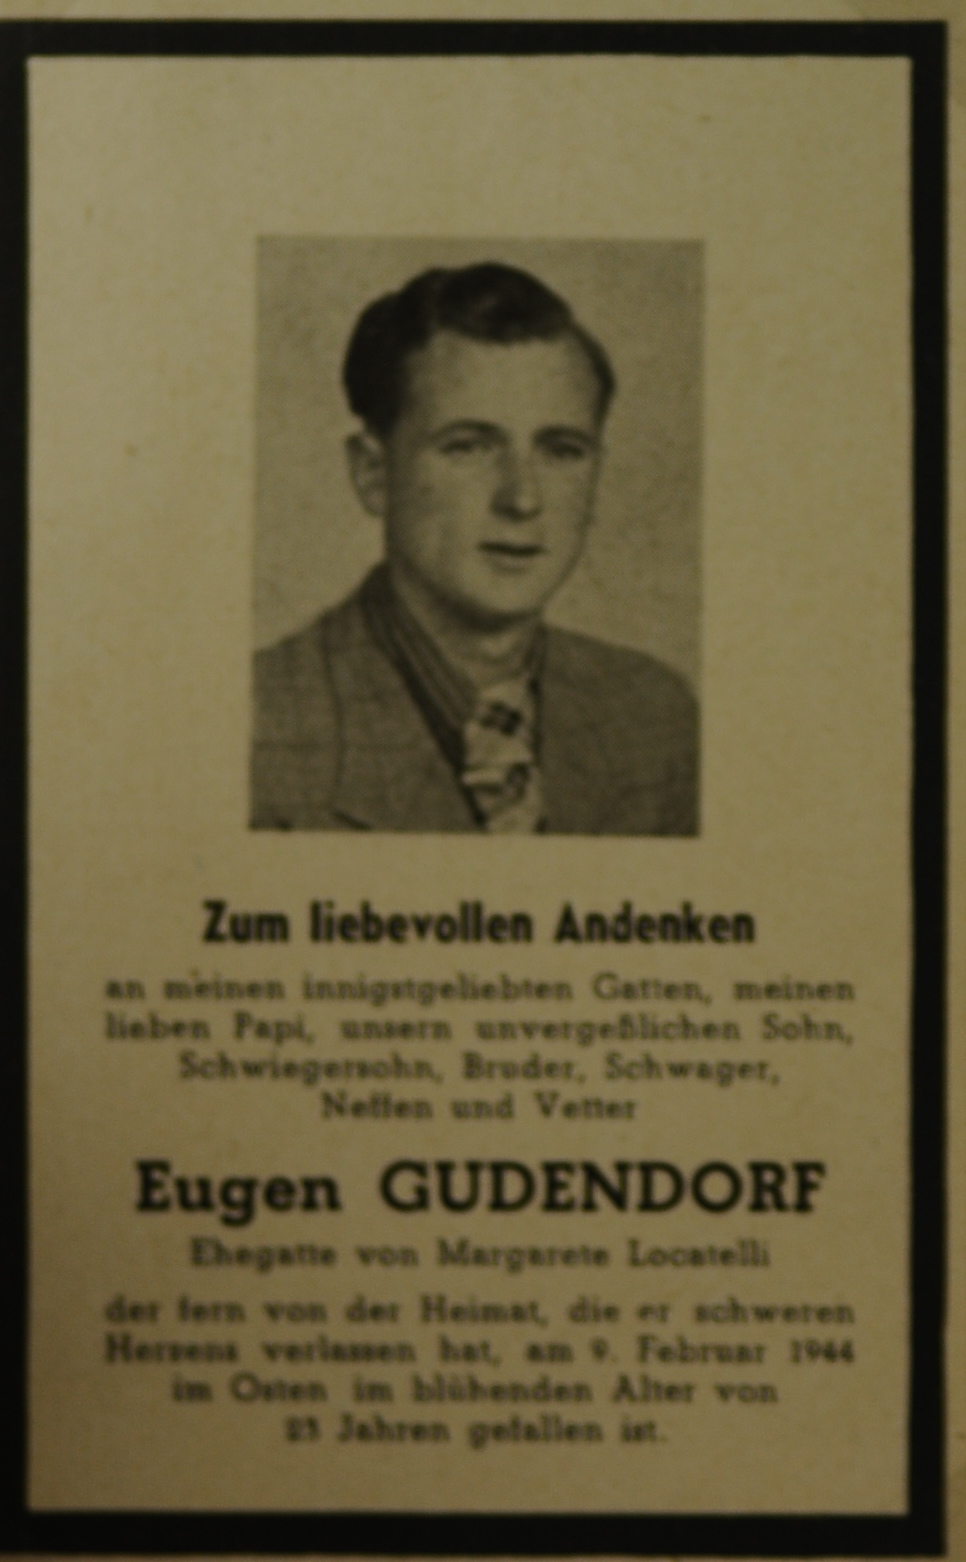 Zum liebevollen Andenken
an meinen innigstgeliebten Gatten, meinen
lieben Papi, unsern unvergeßlichen Sohn,
Schwiegersohn, Bruder, Schwager,
Neffen und Vetter
Eugen GUDENDORF
Ehegatte von Margarete Locatelli
der fern von der Heimat, die er schweren
Herzens verlassen hat, am 9. Februar 1944
im Osten im blühenden Alter von
23 Jahren gefallen ist.